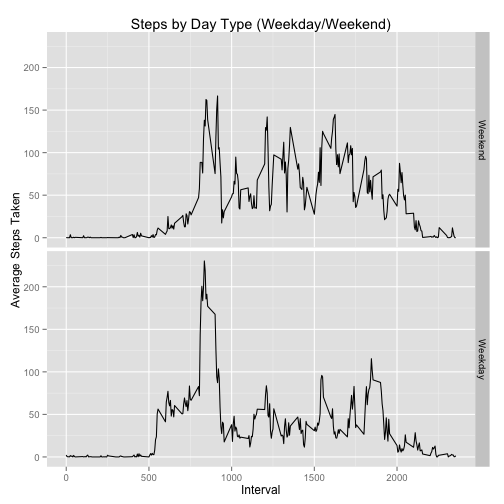 Steps by Day Type (Weekday/Weekend)
Average Steps Taken
200
150
100
50
0
Weekend
200
150
100
50
0
Weekday
0 500 1000 1500 2000
Interval